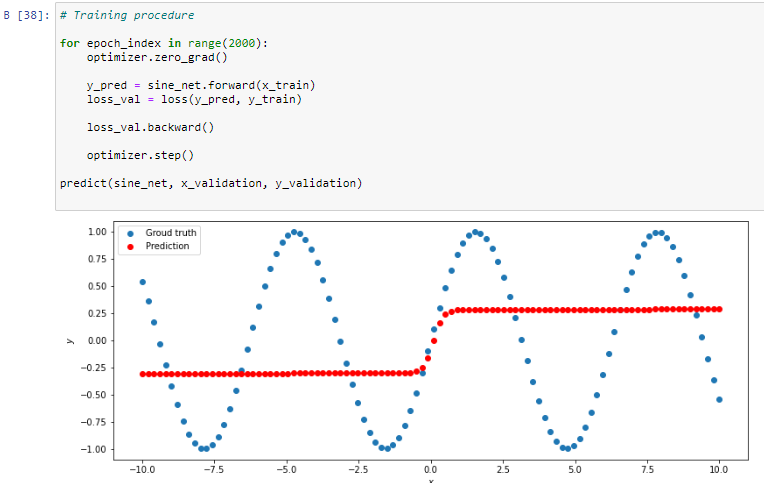 B [38]: # Training procedure
for epoch_index in range(2000):
optimizer.zero_grad()
y_pred = sine_net.forward(x_train)
loss_val = loss(y_pred, y_train)
loss_val.backward()
optimizer.step()
predict(sine_net, x_validation, y_validation)
Groud truth
Prediction
1.00
0.75
0.50
0.25
0.00
−0.25
−0.50
−0.75
−1.00
y
−10.0 −7.5 −5.0 −2.5 0.0 2.5 5.0 7.5 10.0
x